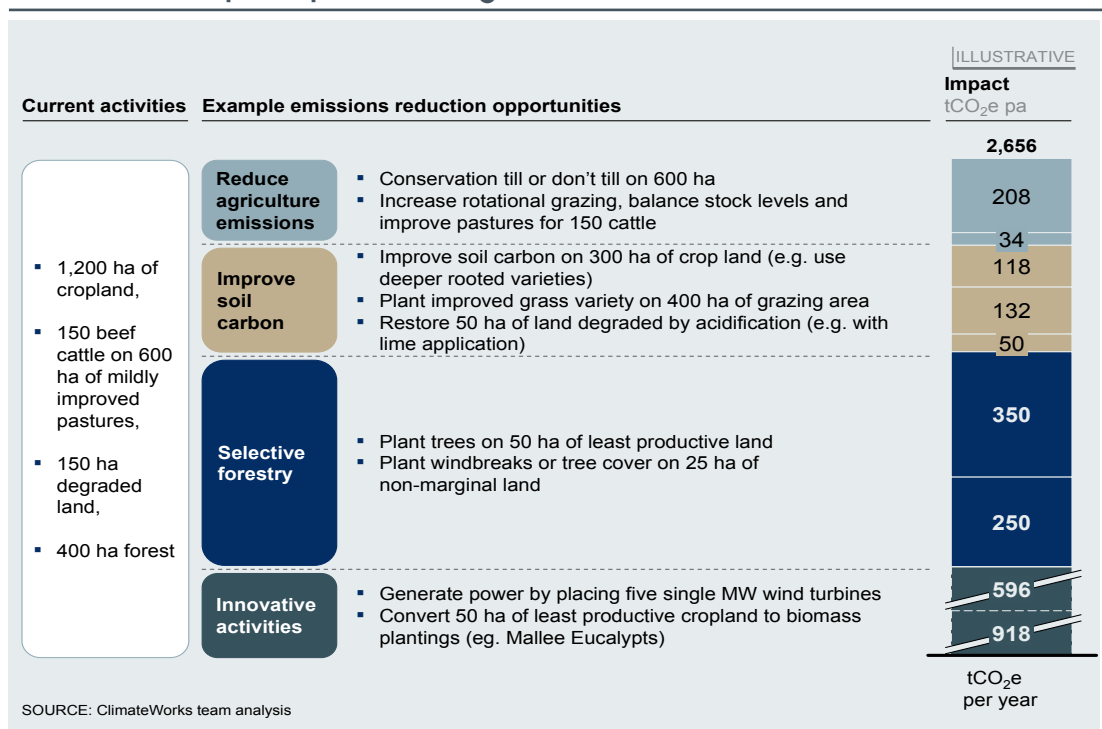 ILLUSTRATIVE
Impact
Current activities
Example emissions reduction opportunities
tCO₂e pa
2,656
Reduce
agriculture
emissions
▪ Conservation till or don’t till on 600 ha
▪ Increase rotational grazing, balance stock levels and
improve pastures for 150 cattle
208
34
▪ 1,200 ha of
cropland,
▪ 150 beef
cattle on 600
ha of mildly
improved
pastures,
▪ 150 ha
degraded
land,
▪ 400 ha forest
Improve
soil
carbon
▪ Improve soil carbon on 300 ha of crop land (e.g. use
deeper rooted varieties)
▪ Plant improved grass variety on 400 ha of grazing area
▪ Restore 50 ha of land degraded by acidification (e.g. with
lime application)
118
132
50
Selective
forestry
▪ Plant trees on 50 ha of least productive land
▪ Plant windbreaks or tree cover on 25 ha of
non-marginal land
350
250
Innovative
activities
▪ Generate power by placing five single MW wind turbines
▪ Convert 50 ha of least productive cropland to biomass
plantings (eg. Mallee Eucalypts)
596
918
tCO₂e
per year
SOURCE: ClimateWorks team analysis